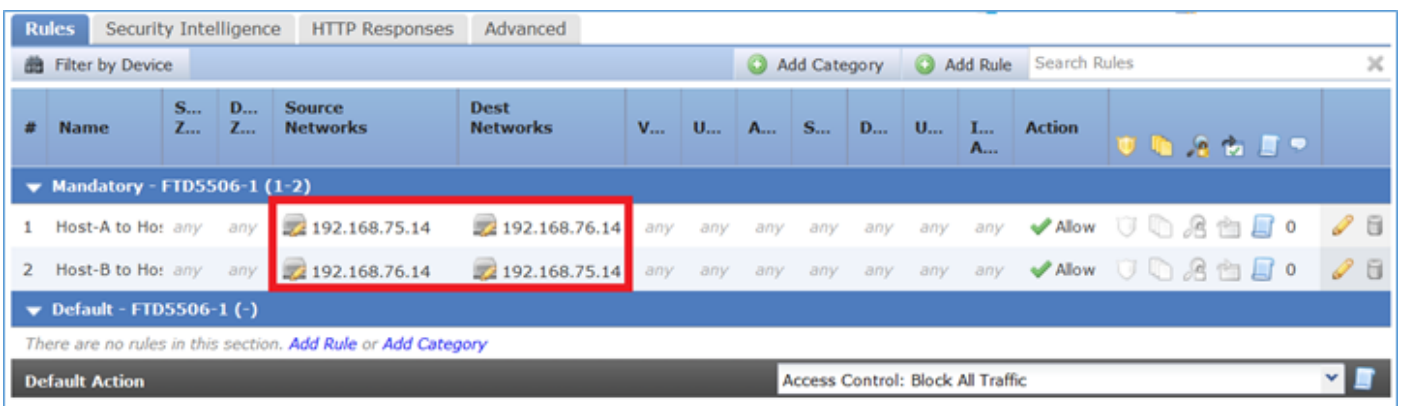 Rules Security Intelligence HTTP Responses Advanced
Filter by Device Add Category Add Rule Search Rules
# Name S... Z... D... Z... Source Networks Dest Networks V... U... A... S... D... U... I... A... Action
Mandatory - FTD5506-1 (1-2)
1 Host-A to Hos any any 192.168.75.14 192.168.76.14 any any any any any any any Allow 0
2 Host-B to Hos any any 192.168.76.14 192.168.75.14 any any any any any any any Allow 0
Default - FTD5506-1 (-)
There are no rules in this section. Add Rule or Add Category
Default Action Access Control: Block All Traffic